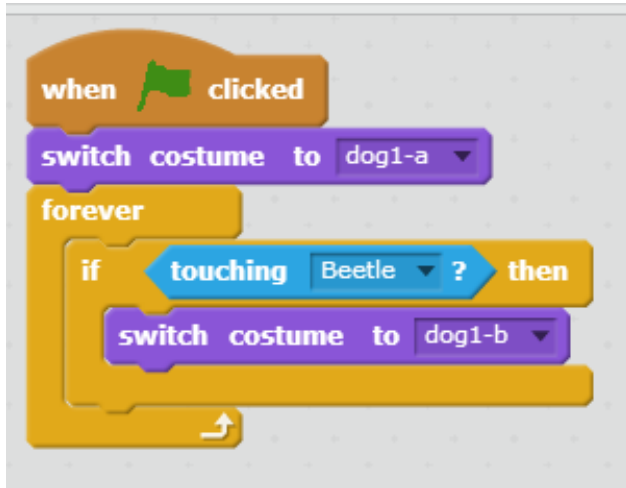 when clicked
switch costume to dog1-a
forever
if touching Beetle ? then
switch costume to dog1-b